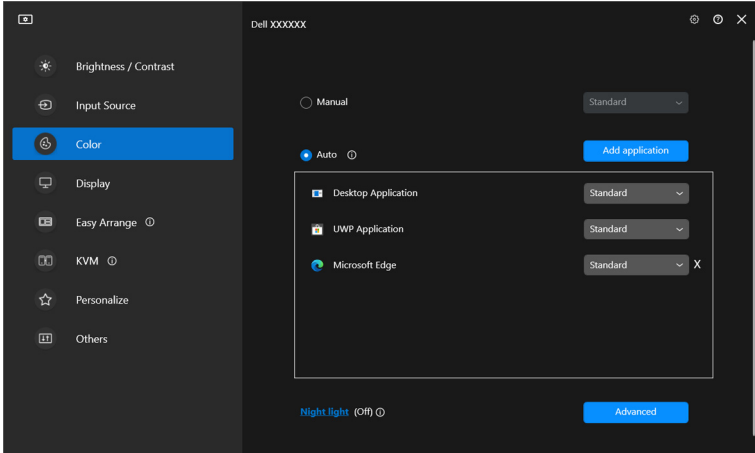 Dell XXXXXX
Brightness / Contrast
Input Source
Color
Display
Easy Arrange
KVM
Personalize
Others
Manual
Standard
Auto
Add application
Desktop Application
Standard
UWP Application
Standard
Microsoft Edge
Standard
X
Night light (Off)
Advanced